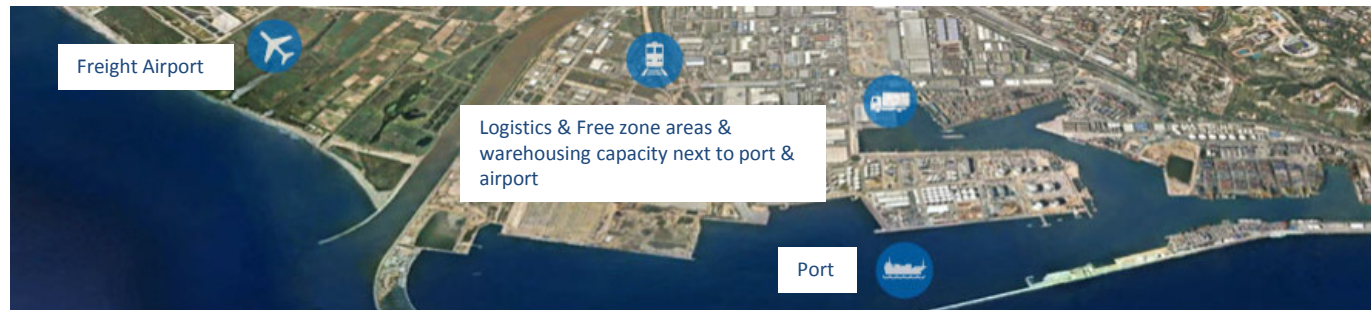 Freight Airport
Logistics & Free zone areas &
warehousing capacity next to port &
airport
Port